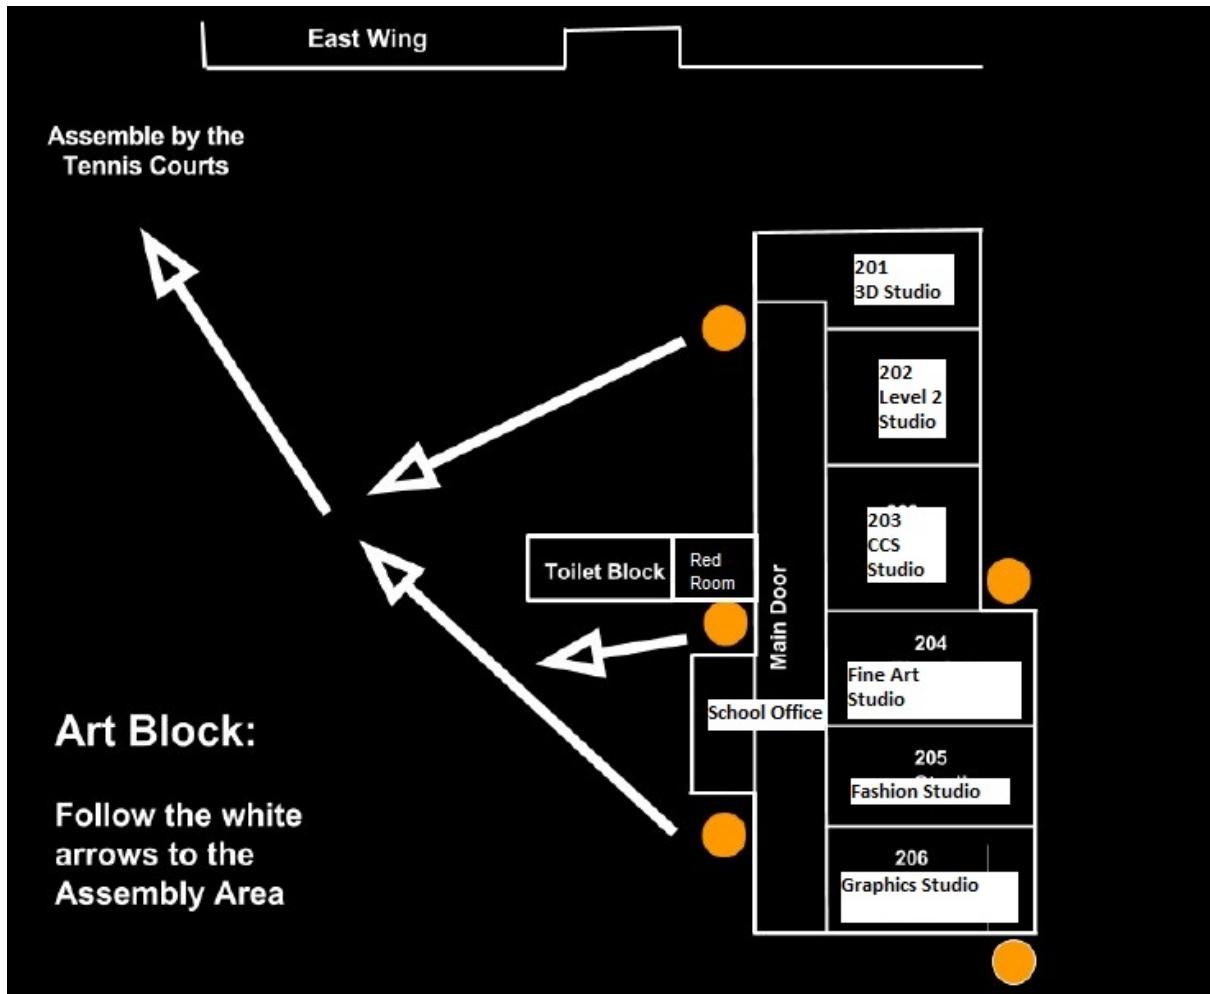 East Wing
Assemble by the
Tennis Courts
201
3D Studio
202
Level 2
Studio
203
CCS
Studio
Toilet Block
Red
Room
Main Door
204
Fine Art
Studio
School Office
205
Fashion Studio
206
Graphics Studio
Art Block:
Follow the white
arrows to the
Assembly Area